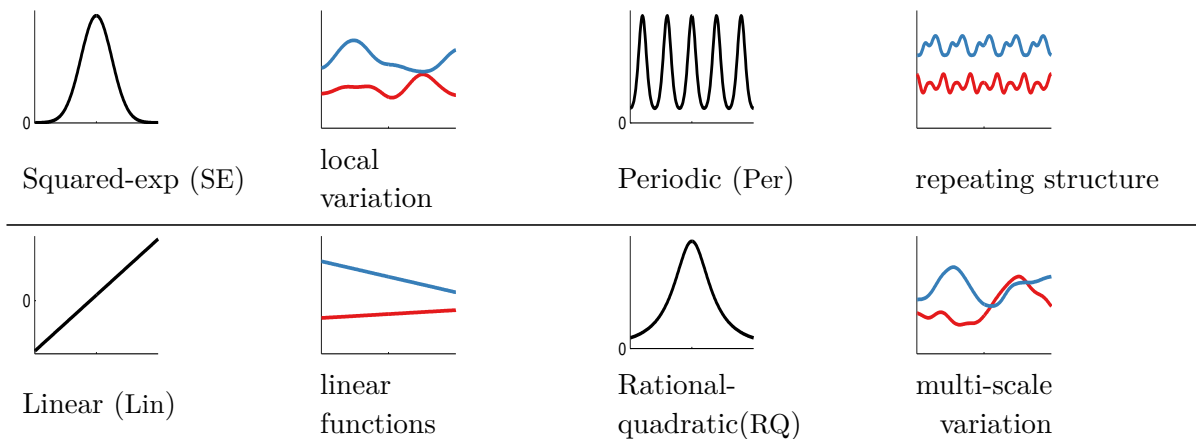 0
0
Squared-exp (SE)
local
variation
Periodic (Per)
repeating structure
0
0
Linear (Lin)
linear
functions
Rational-
quadratic(RQ)
multi-scale
variation